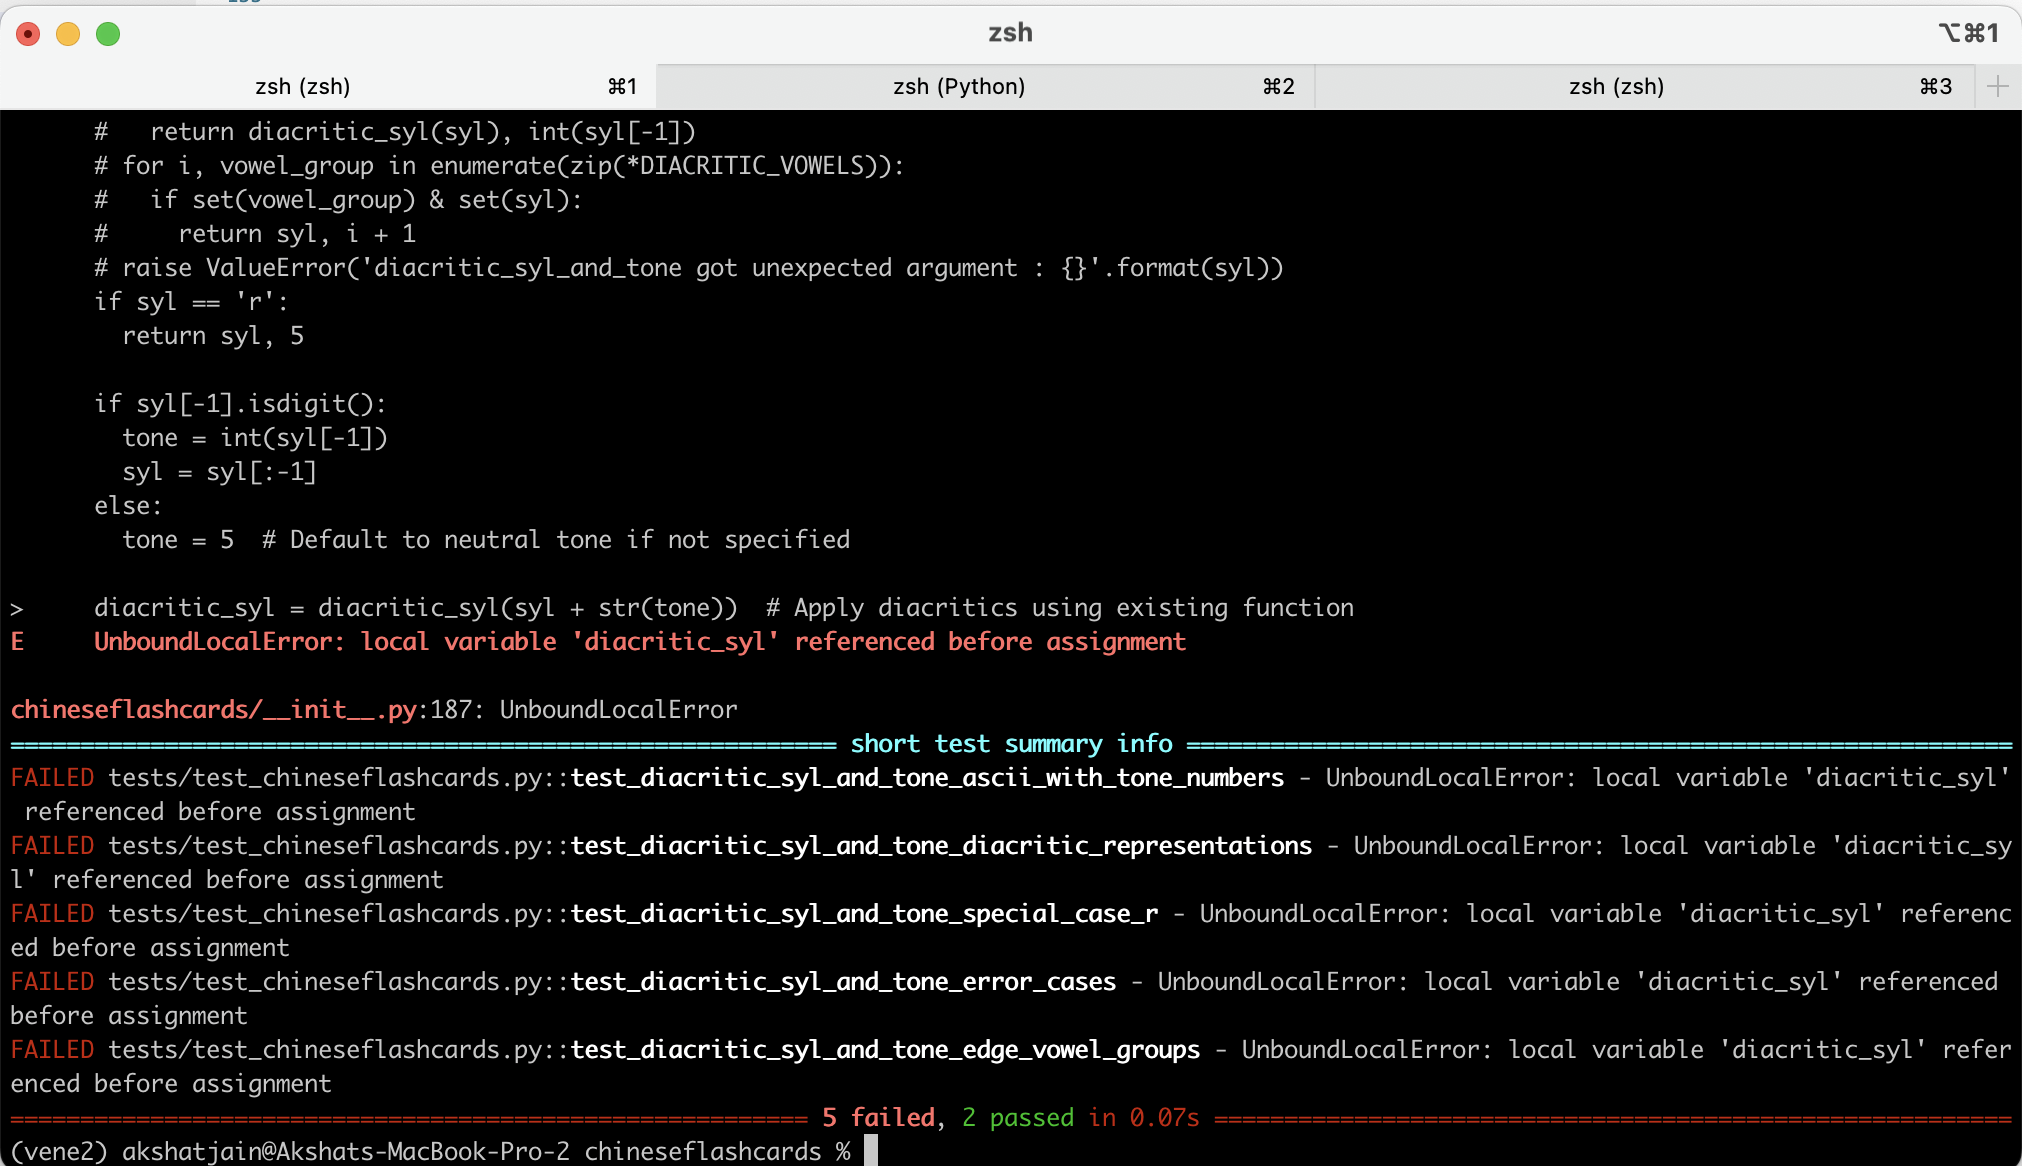 zsh
⌥⌘1
zsh (zsh) ⌘1
zsh (Python) ⌘2
zsh (zsh) ⌘3
#   return diacritic_syl(syl), int(syl[-1])
# for i, vowel_group in enumerate(zip(*DIACRITIC_VOWELS)):
#   if set(vowel_group) & set(syl):
#     return syl, i + 1
# raise ValueError('diacritic_syl_and_tone got unexpected argument : {}'.format(syl))
if syl == 'r':
  return syl, 5
if syl[-1].isdigit():
  tone = int(syl[-1])
  syl = syl[:-1]
else:
  tone = 5  # Default to neutral tone if not specified
>     diacritic_syl = diacritic_syl(syl + str(tone))  # Apply diacritics using existing function
E     UnboundLocalError: local variable 'diacritic_syl' referenced before assignment
chineseflashcards/__init__.py:187: UnboundLocalError
short test summary info
FAILED tests/test_chineseflashcards.py::test_diacritic_syl_and_tone_ascii_with_tone_numbers - UnboundLocalError: local variable 'diacritic_syl'
 referenced before assignment
FAILED tests/test_chineseflashcards.py::test_diacritic_syl_and_tone_diacritic_representations - UnboundLocalError: local variable 'diacritic_sy
l' referenced before assignment
FAILED tests/test_chineseflashcards.py::test_diacritic_syl_and_tone_special_case_r - UnboundLocalError: local variable 'diacritic_syl' referenc
ed before assignment
FAILED tests/test_chineseflashcards.py::test_diacritic_syl_and_tone_error_cases - UnboundLocalError: local variable 'diacritic_syl' referenced
before assignment
FAILED tests/test_chineseflashcards.py::test_diacritic_syl_and_tone_edge_vowel_groups - UnboundLocalError: local variable 'diacritic_syl' refer
enced before assignment
5 failed, 2 passed in 0.07s
(vene2) akshatjain@Akshats-MacBook-Pro-2 chineseflashcards %